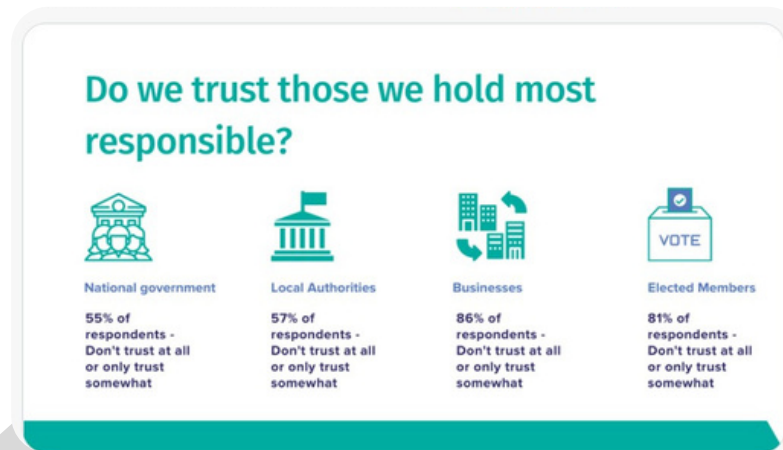 Do we trust those we hold most
responsible?
VOTE
National government
55% of
respondents -
Don't trust at all
or only trust
somewhat
Local Authorities
57% of
respondents -
Don't trust at all
or only trust
somewhat
Businesses
86% of
respondents -
Don't trust at all
or only trust
somewhat
Elected Members
81% of
respondents -
Don't trust at all
or only trust
somewhat